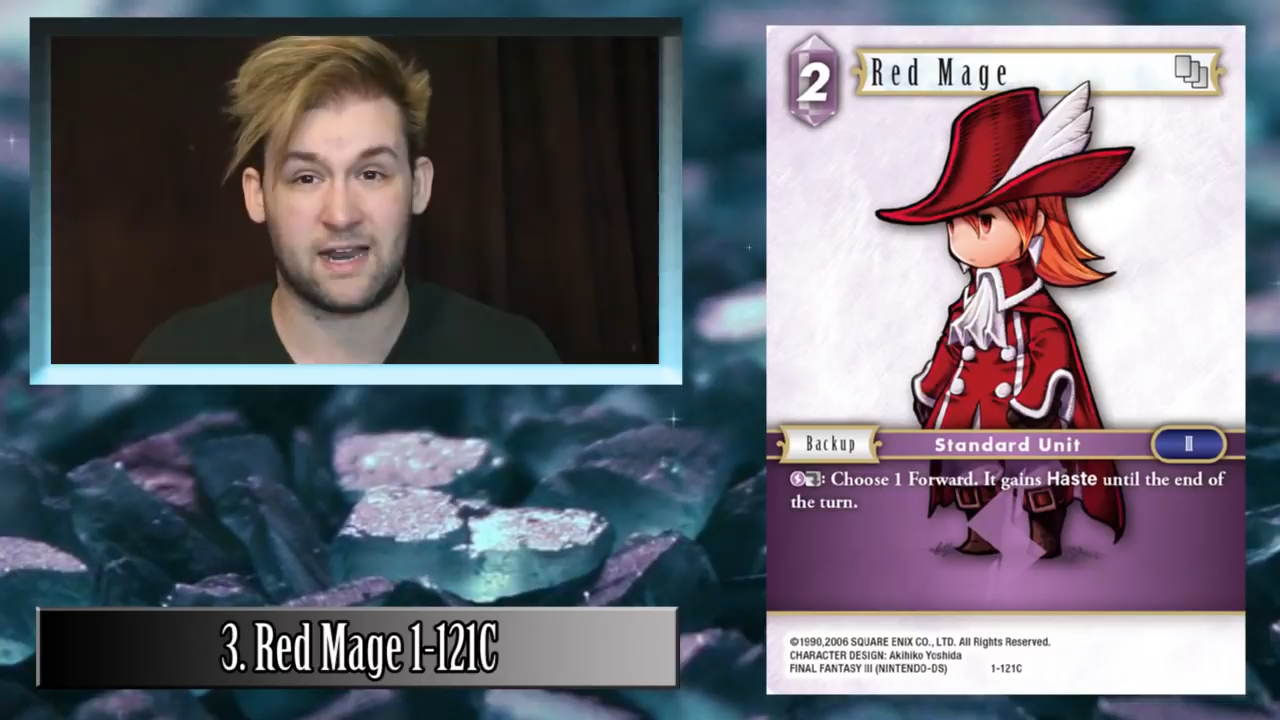 2
Red Mage
Backup
Standard Unit
II
: Choose 1 Forward. It gains Haste until the end of
the turn.
©1990,2006 SQUARE ENIX CO., LTD. All Rights Reserved.
CHARACTER DESIGN: Akihiko Yoshida
FINAL FANTASY III (NINTENDO-DS)
1-121C
3. Red Mage 1-121C